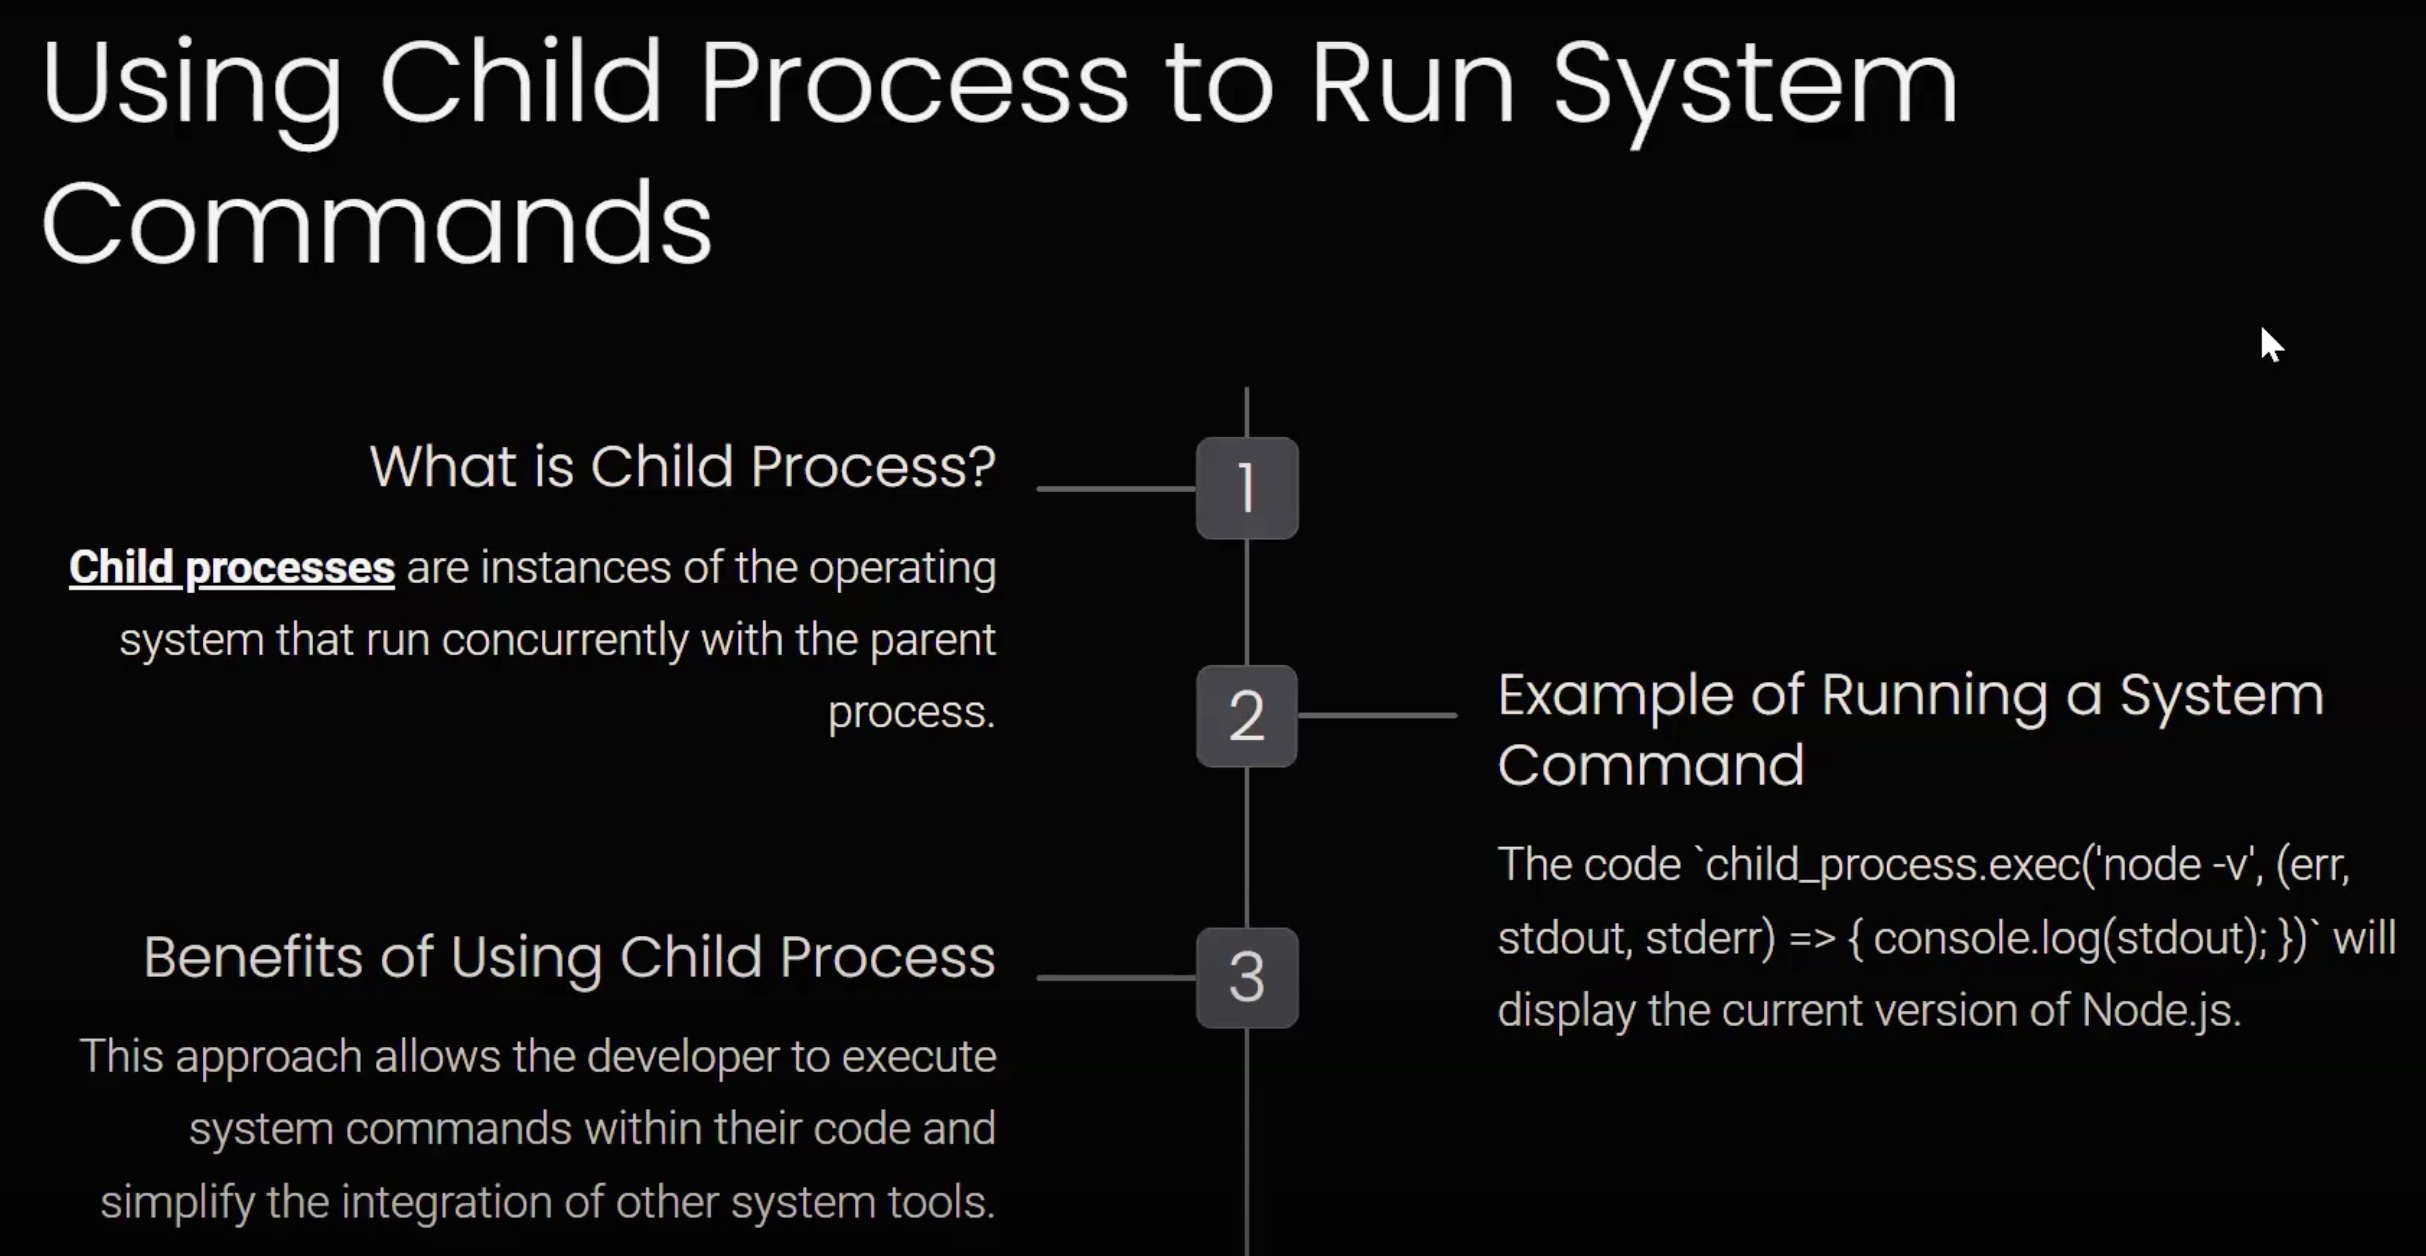 Using Child Process to Run System
Commands
What is Child Process?
1
Child processes are instances of the operating
system that run concurrently with the parent
process.
2
Example of Running a System
Command
The code `child_process.exec('node -v', (err,
stdout, stderr) => { console.log(stdout); })` will
display the current version of Node.js.
Benefits of Using Child Process
3
This approach allows the developer to execute
system commands within their code and
simplify the integration of other system tools.